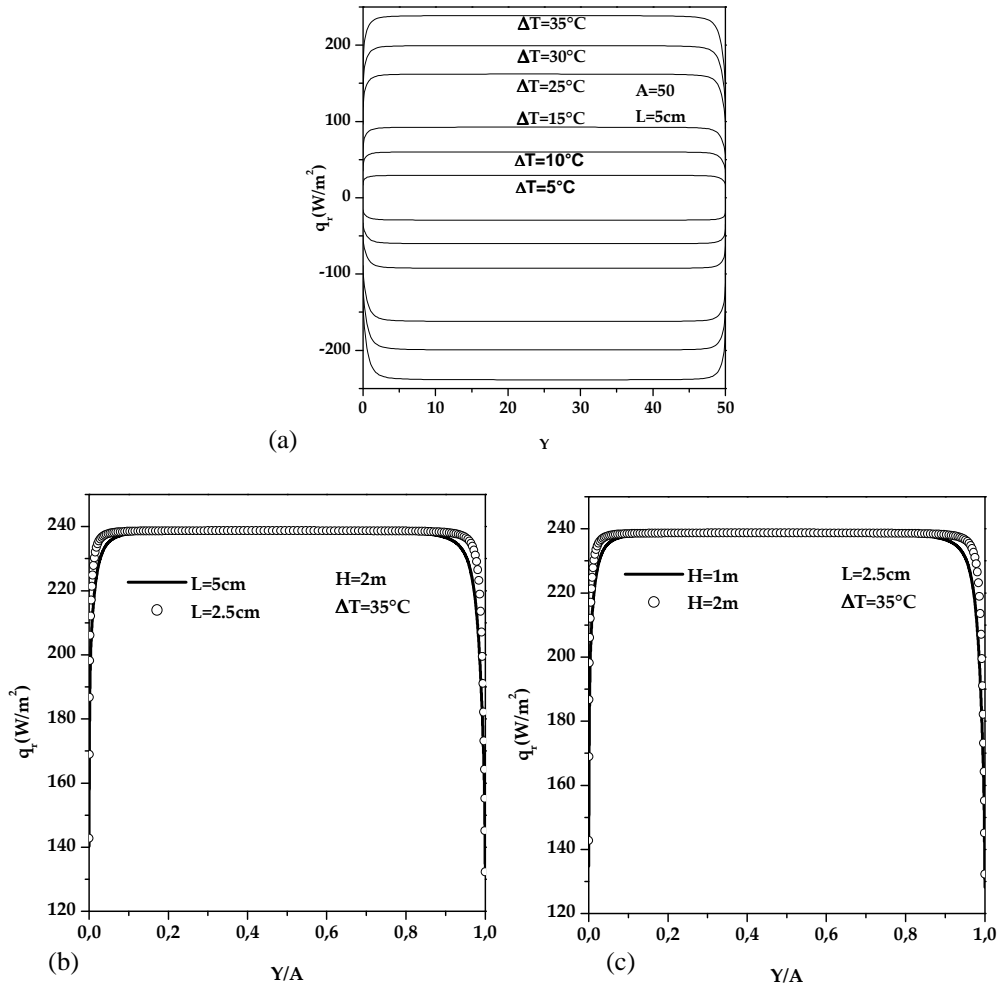 200
100
0
-100
-200
q_r(W/m²)
ΔT=35°C
ΔT=30°C
ΔT=25°C
ΔT=15°C
ΔT=10°C
ΔT=5°C
A=50
L=5cm
0 10 20 30 40 50
Y
(a)
240
220
200
180
160
140
120
q_r(W/m²)
L=5cm
L=2.5cm
H=2m
ΔT=35°C
0,0 0,2 0,4 0,6 0,8 1,0
Y/A
(b)
240
220
200
180
160
140
120
q_r(W/m²)
H=1m
H=2m
L=2.5cm
ΔT=35°C
0,0 0,2 0,4 0,6 0,8 1,0
Y/A
(c)